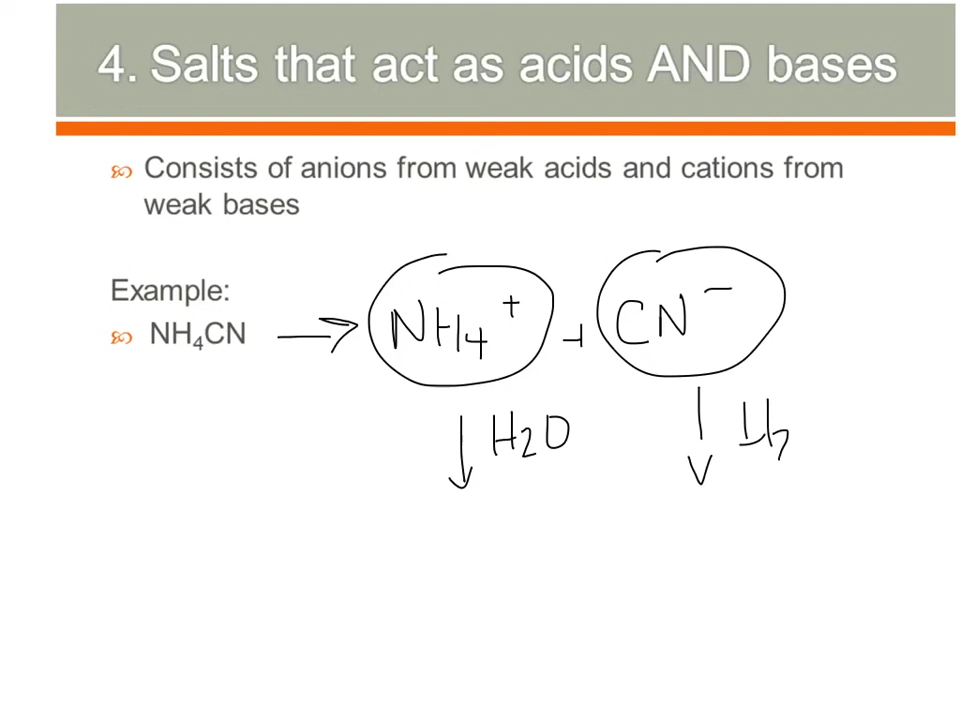 4. Salts that act as acids AND bases
Consists of anions from weak acids and cations from
weak bases
Example:
NH₄CN → NH4⁺ + CN⁻
↓ H2O ↓